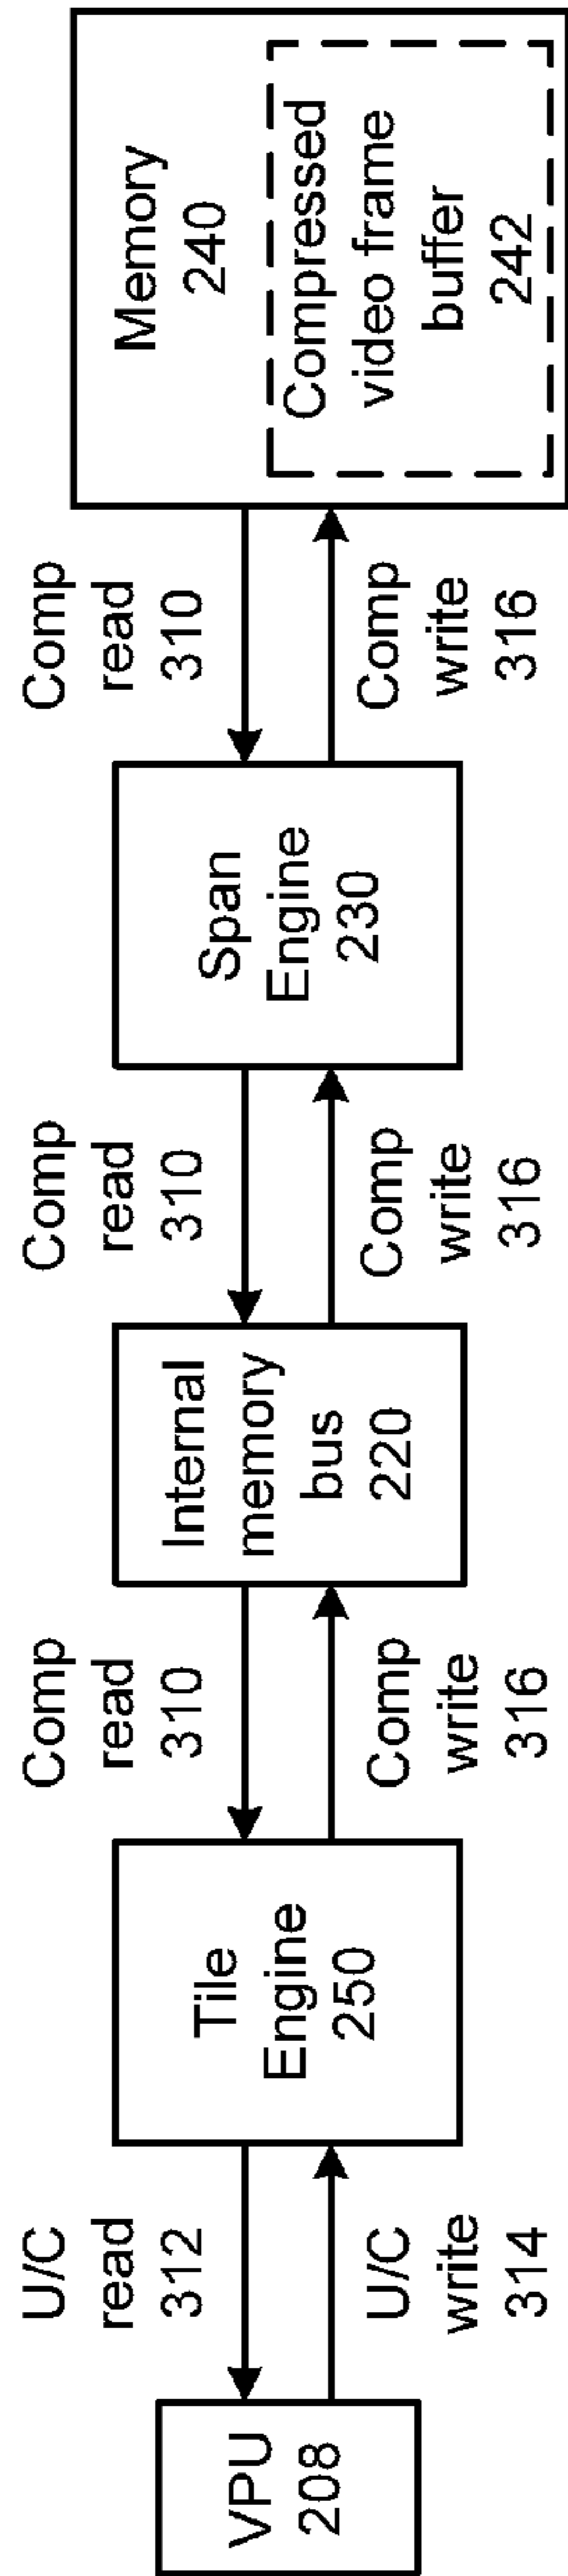 VPU
208
U/C
read
312
U/C
write
314
Tile
Engine
250
Comp
read
310
Comp
write
316
Internal
memory
bus
220
Comp
read
310
Comp
write
316
Span
Engine
230
Comp
read
310
Comp
write
316
Memory
240
Compressed
video frame
buffer
242